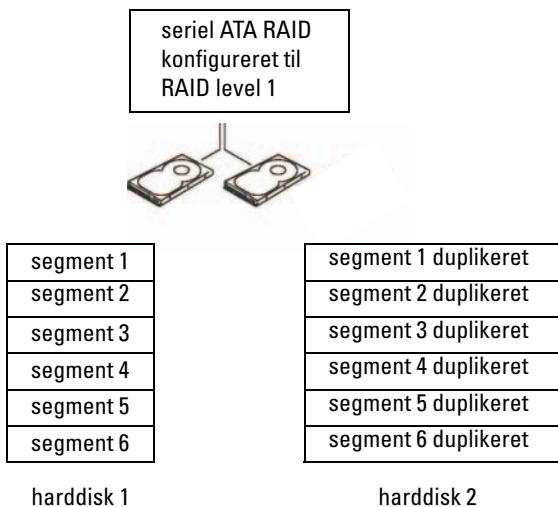 seriel ATA RAID
konfigureret til
RAID level 1
segment 1
segment 2
segment 3
segment 4
segment 5
segment 6
segment 1 duplikeret
segment 2 duplikeret
segment 3 duplikeret
segment 4 duplikeret
segment 5 duplikeret
segment 6 duplikeret
harddisk 1
harddisk 2